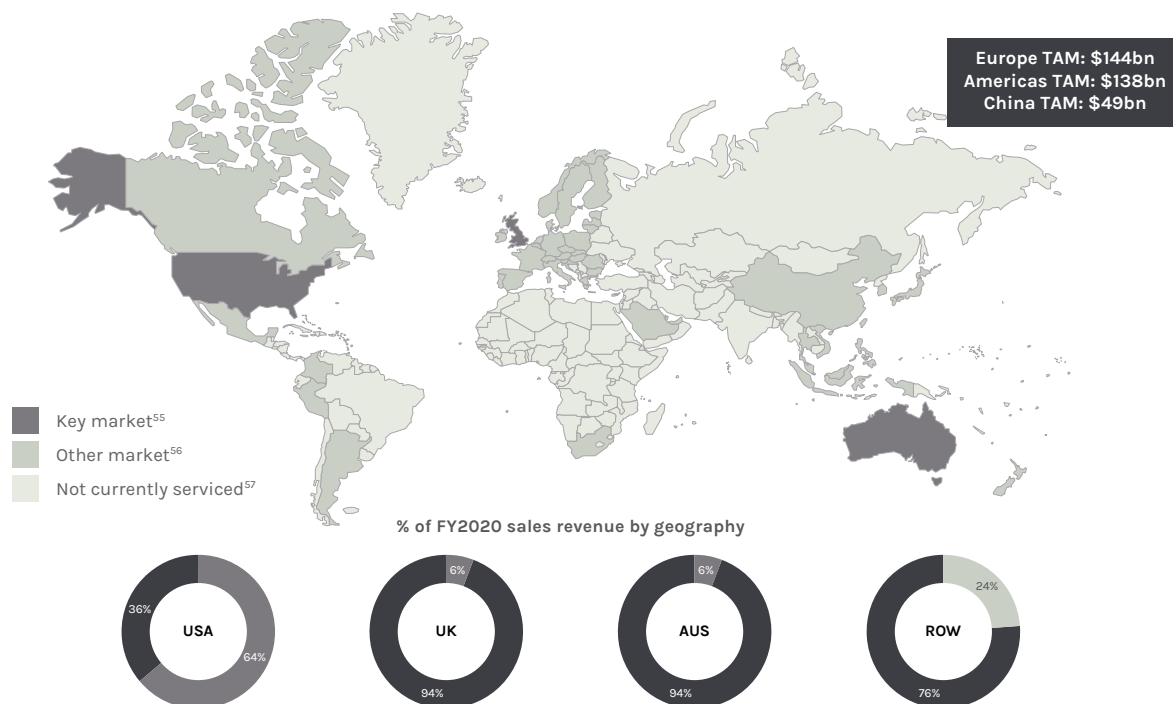 Europe TAM: $144bn
Americas TAM: $138bn
China TAM: $49bn
Key market55
Other market56
Not currently serviced57
% of FY2020 sales revenue by geography
36%
USA
64%
6%
UK
94%
6%
AUS
94%
24%
ROW
76%